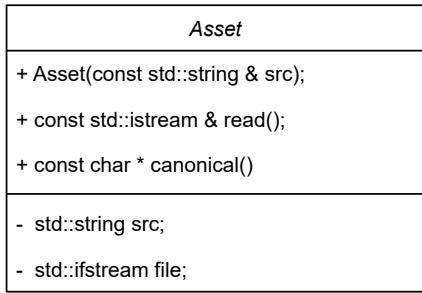 Asset
+ Asset(const std::string & src);
+ const std::istream & read();
+ const char * canonical()
- std::string src;
- std::ifstream file;